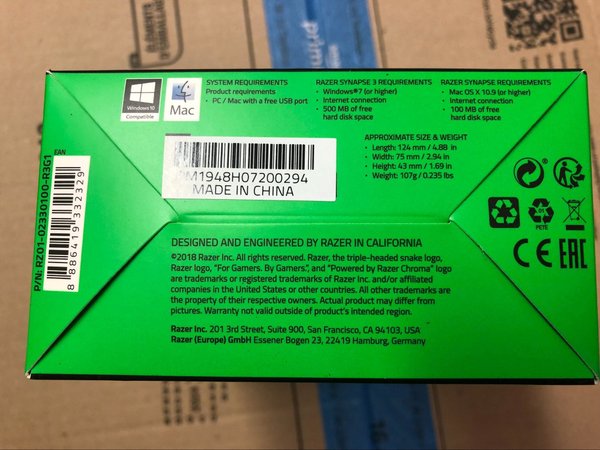 prime
Windows 10
Compatible
Mac
SYSTEM REQUIREMENTS
Product requirements
• PC / Mac with a free USB port
RAZER SYNAPSE 3 REQUIREMENTS
• Windows®7 (or higher)
• Internet connection
• 500 MB of free
hard disk space
RAZER SYNAPSE REQUIREMENTS
• Mac OS X 10.9 (or higher)
• Internet connection
• 100 MB of free
hard disk space
APPROXIMATE SIZE & WEIGHT
• Length: 124 mm / 4.88 in
• Width: 75 mm / 2.94 in
• Height: 43 mm / 1.69 in
• Weight: 107g / 0.235 lbs
PM1948H07200294
MADE IN CHINA
FAN
P/N: RZ01-02330100-R3G1
8 886419 332329
01
PETE
CE EAC
DESIGNED AND ENGINEERED BY RAZER IN CALIFORNIA
©2018 Razer Inc. All rights reserved. Razer, the triple-headed snake logo,
Razer logo, "For Gamers. By Gamers.", and "Powered by Razer Chroma" logo
are trademarks or registered trademarks of Razer Inc. and/or affiliated
companies in the United States or other countries. All other trademarks are
the property of their respective owners. Actual product may differ from
pictures. Warranty not valid outside of product's intended region.
Razer Inc. 201 3rd Street, Suite 900, San Francisco, CA 94103, USA
Razer (Europe) GmbH Essener Bogen 23, 22419 Hamburg, Germany